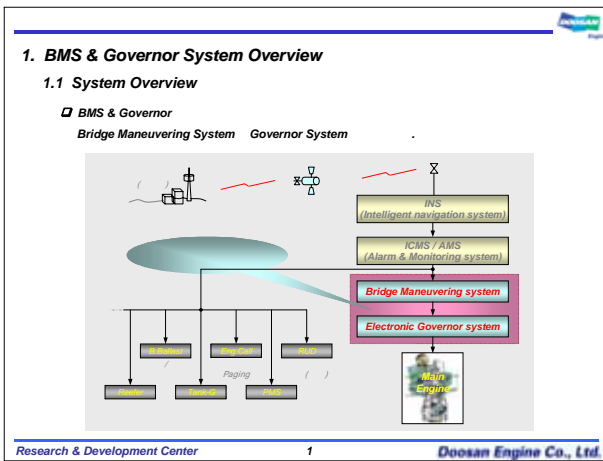 DOOSAN
Engine
1. BMS & Governor System Overview
1.1 System Overview
BMS & Governor
Bridge Maneuvering System Governor System .
( )
INS
(Intelligent navigation system)
ICMS / AMS
(Alarm & Monitoring system)
Bridge Maneuvering system
Electronic Governor system
B.Ballast Eng.Call RUD
/ Paging ( )
Reefer Tank-G PMS
Main
Engine
Research & Development Center 1 Doosan Engine Co., Ltd.